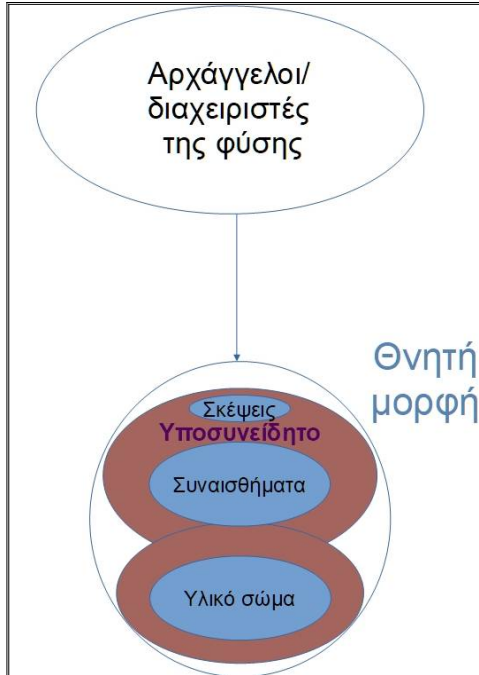 Αρχάγγελοι/
διαχειριστές
της φύσης
Θνητή
μορφή
Σκέψεις
Υποσυνείδητο
Συναισθήματα
Υλικό σώμα